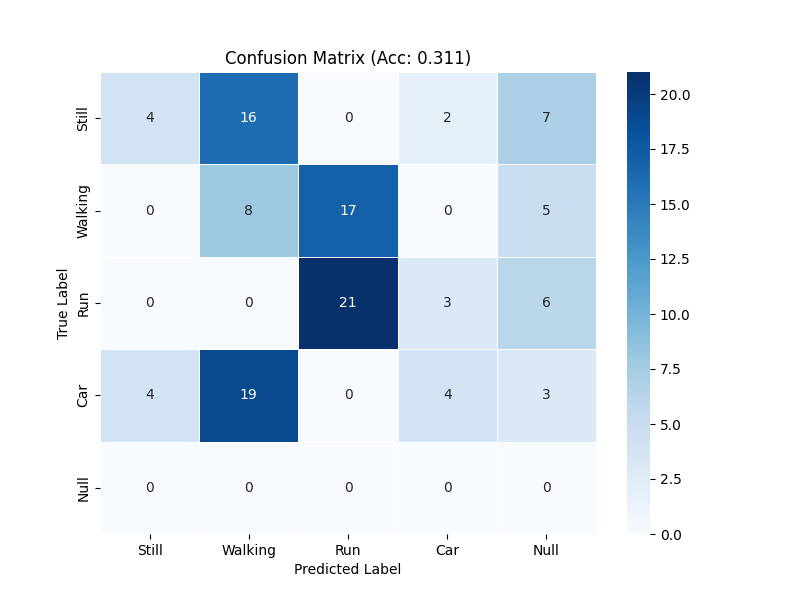 Confusion Matrix (Acc: 0.311)
True Label
Still
4 16 0 2 7
Walking
0 8 17 0 5
Run
0 0 21 3 6
Car
4 19 0 4 3
Null
0 0 0 0 0
Still Walking Run Car Null
Predicted Label
20.0
17.5
15.0
12.5
10.0
7.5
5.0
2.5
0.0